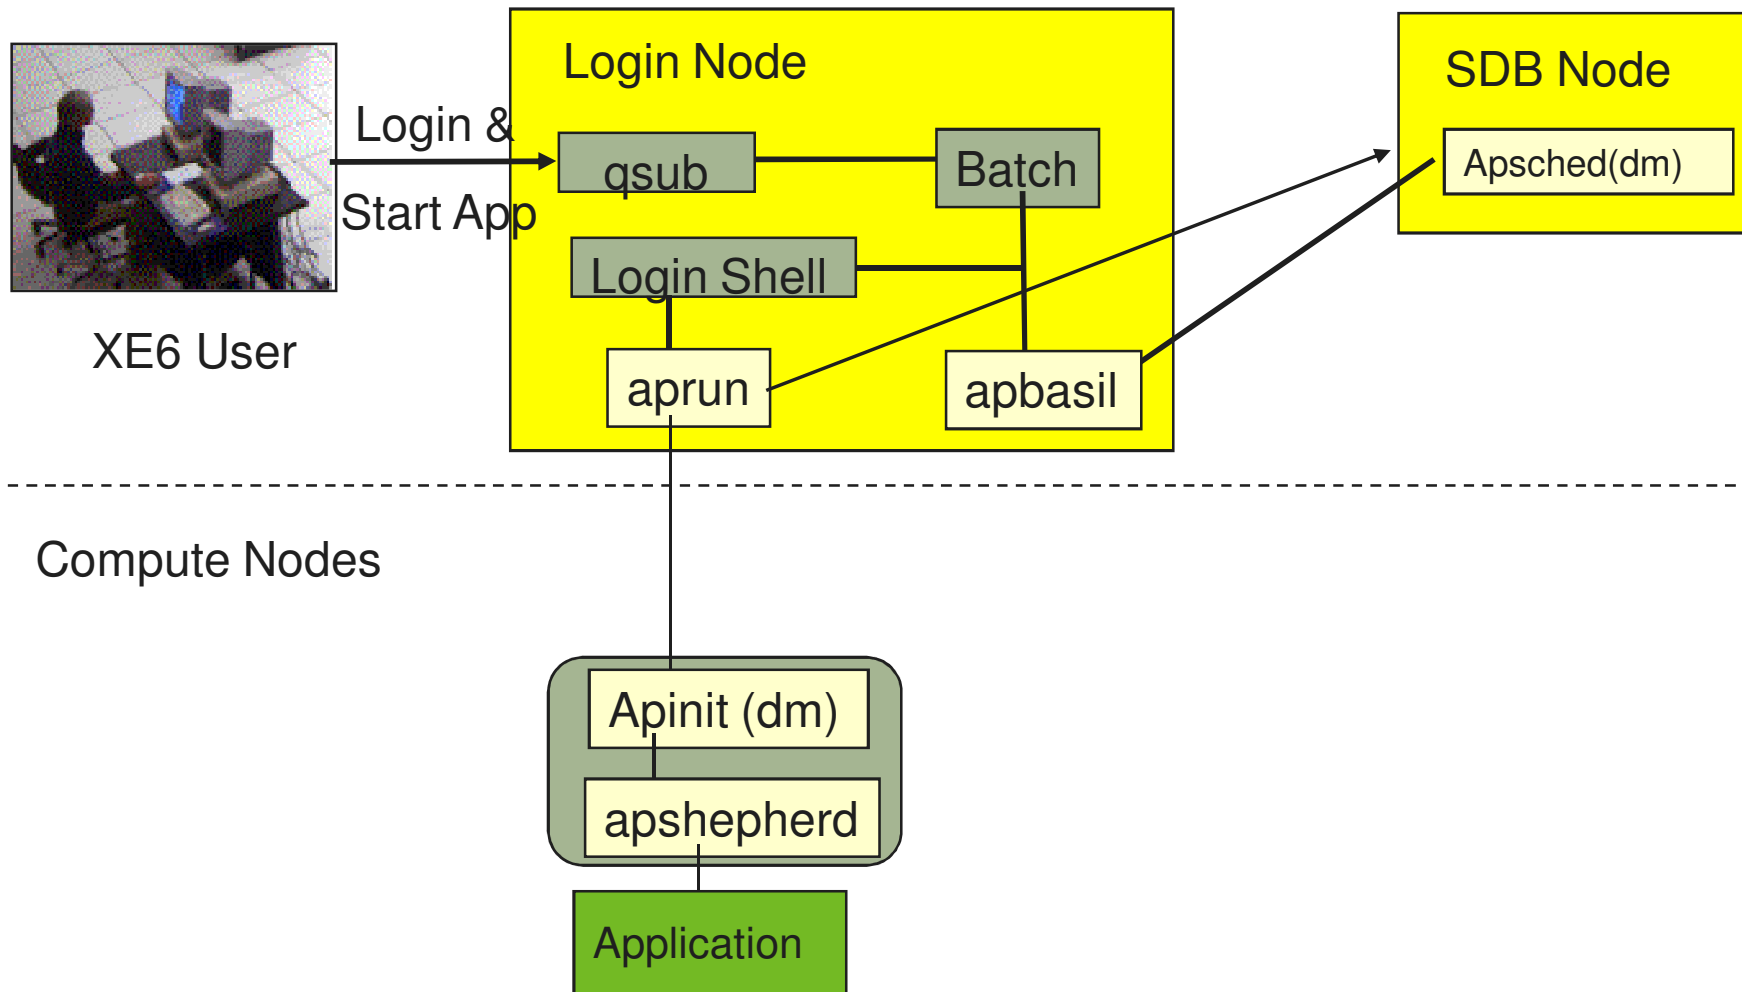 Login Node
SDB Node
Login &
Start App
qsub
Batch
Apsched(dm)
Login Shell
XE6 User
aprun
apbasil
Compute Nodes
Apinit (dm)
apshepherd
Application